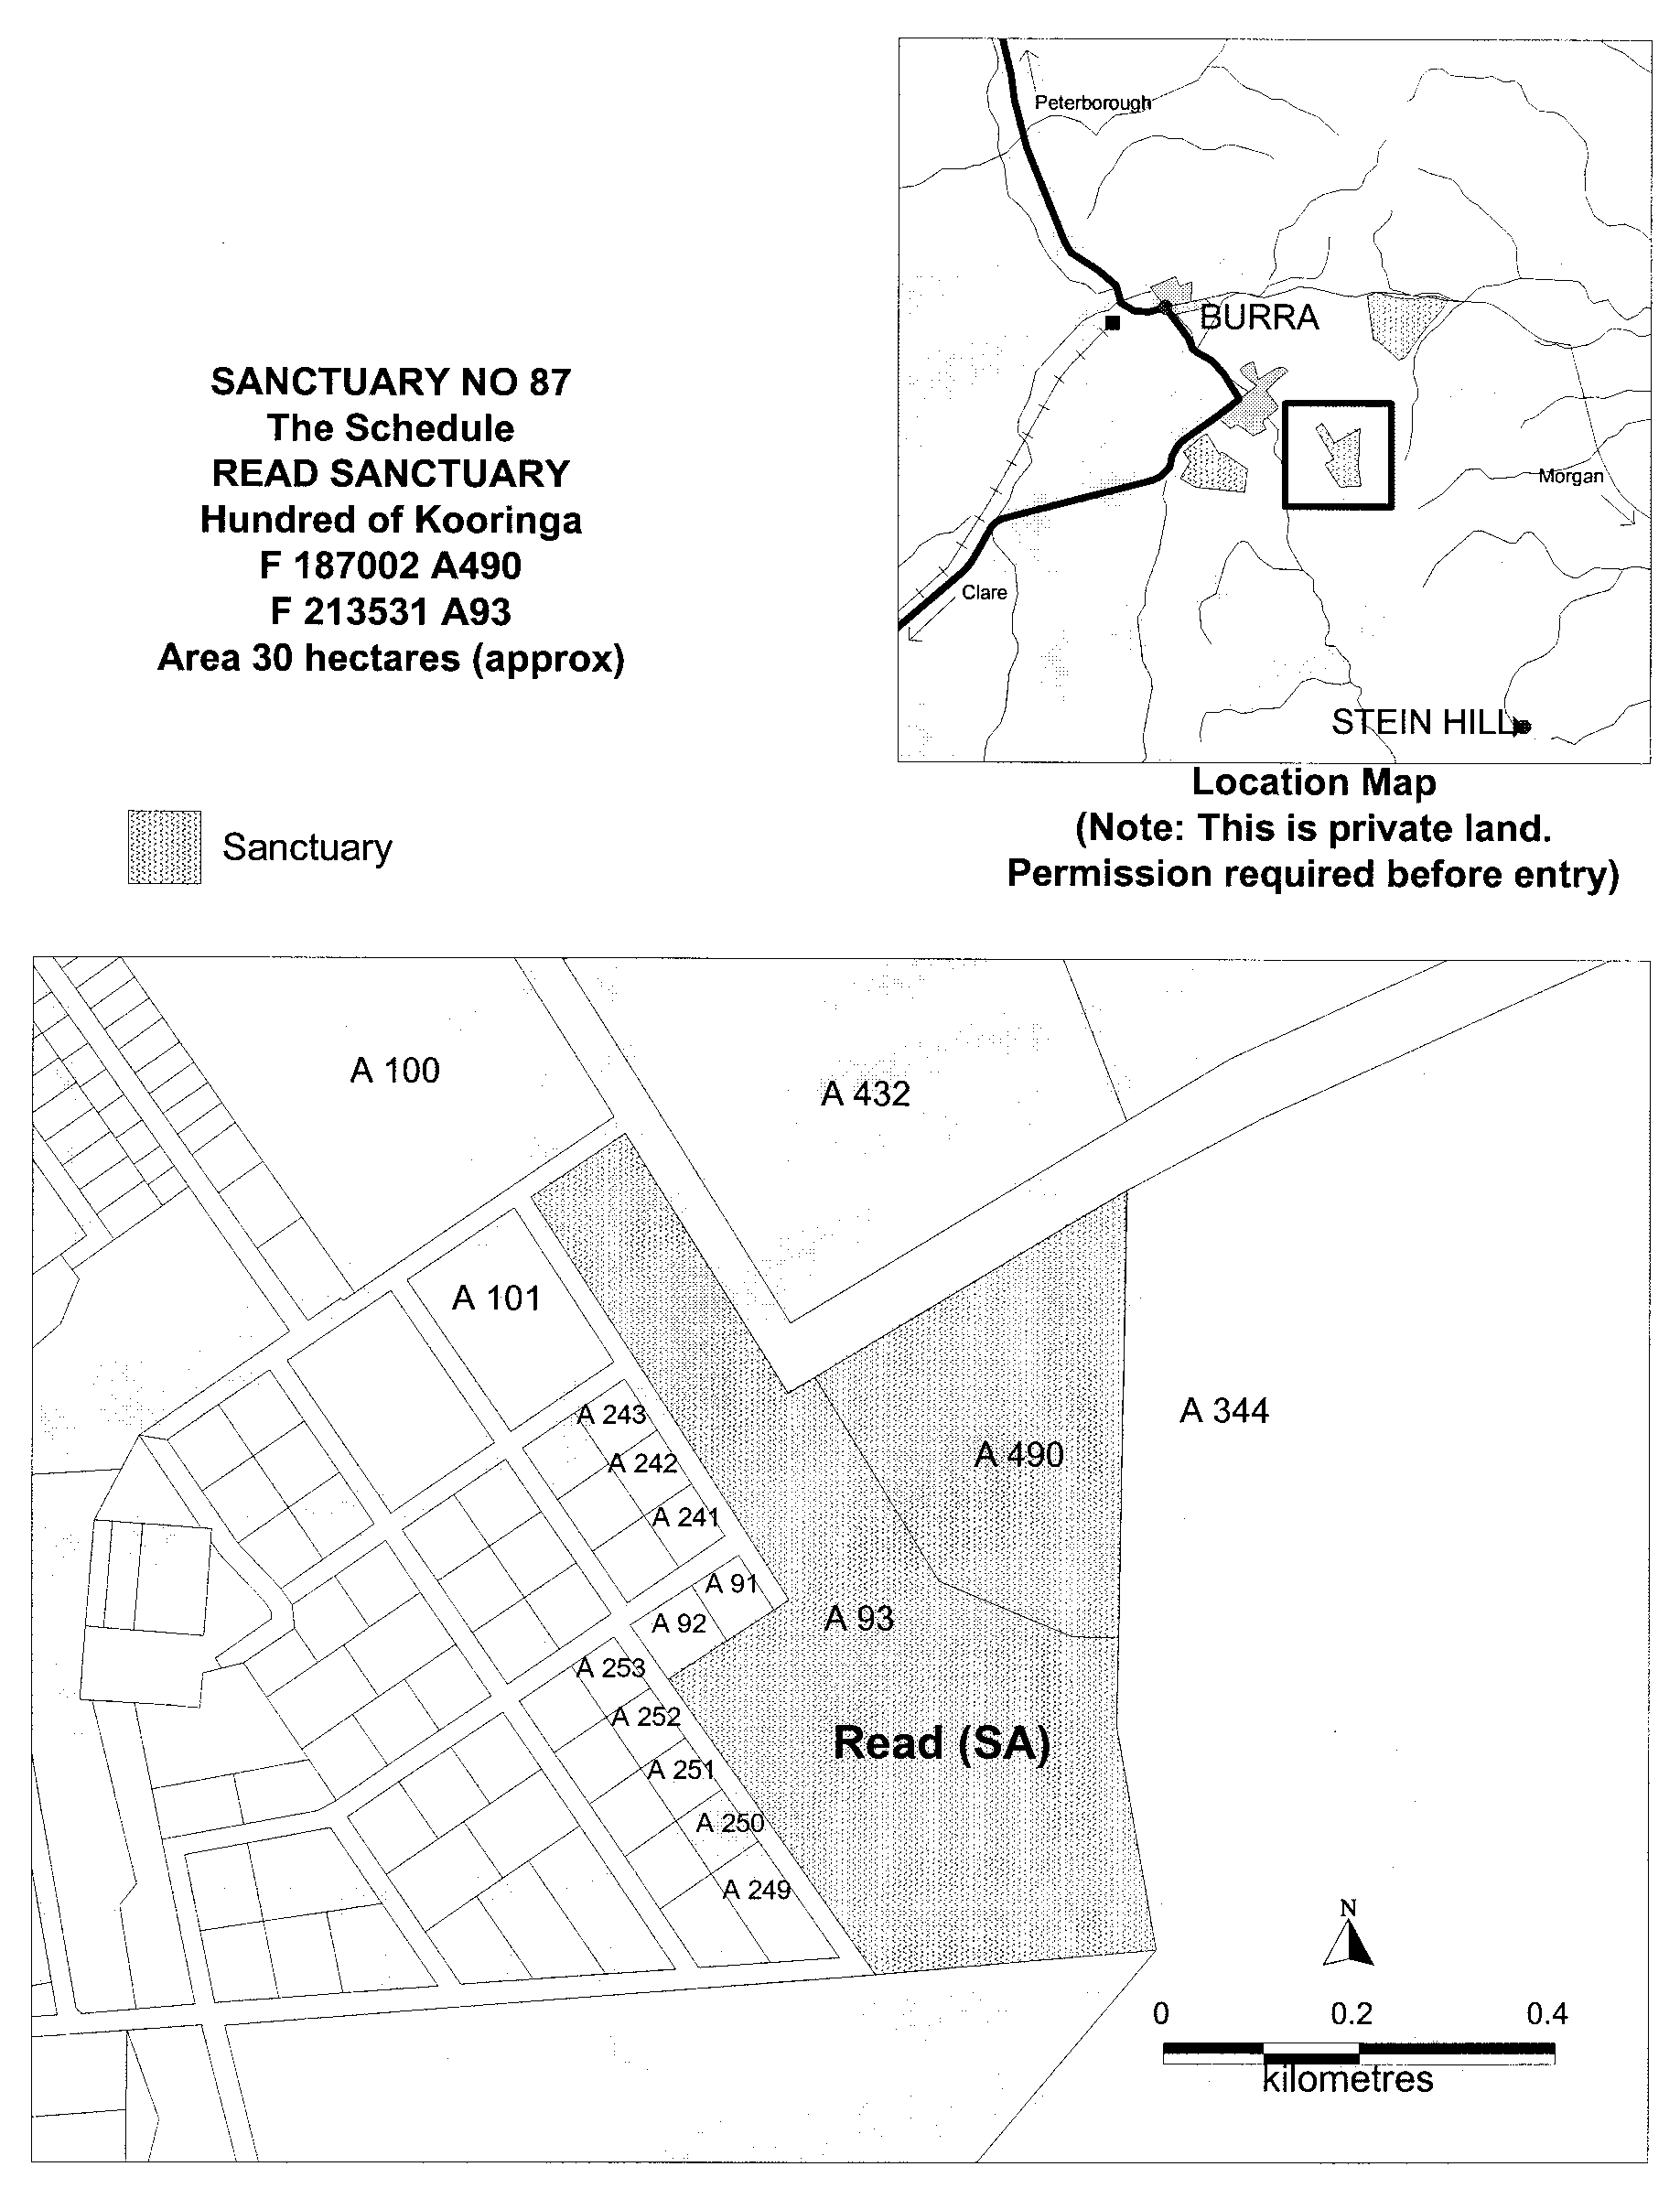 Peterborough
BURRA
Morgan
Clare
STEIN HILL
SANCTUARY NO 87
The Schedule
READ SANCTUARY
Hundred of Kooringa
F 187002 A490
F 213531 A93
Area 30 hectares (approx)
Location Map
(Note: This is private land.
Permission required before entry)
Sanctuary
A 100
A 432
A 101
A 344
A 243
A 242
A 490
A 241
A 91
A 92
A 93
A 253
A 252
Read (SA)
A 251
A 250
A 249
N
0 0.2 0.4
kilometres